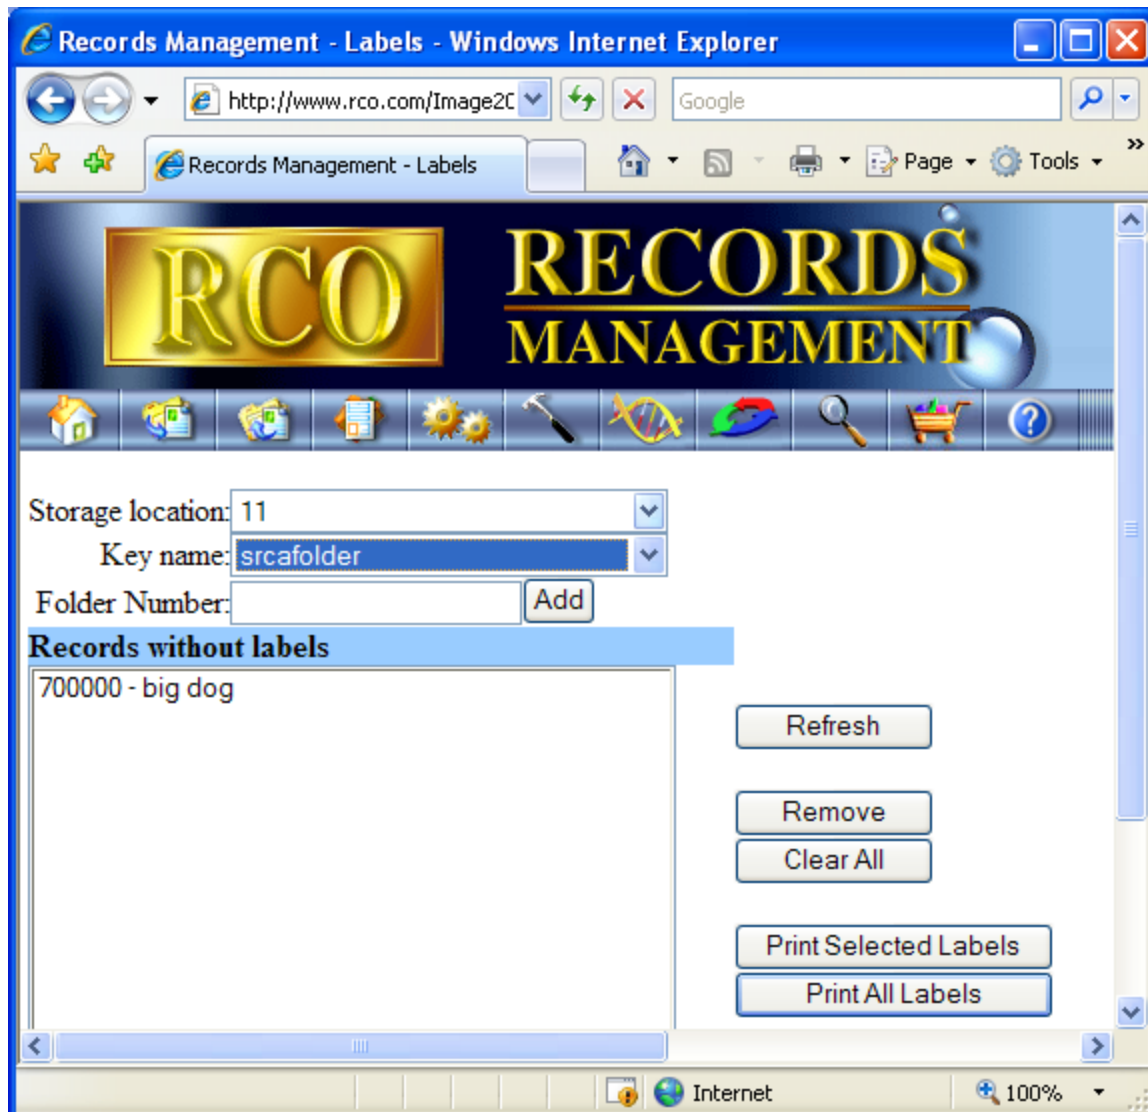 Records Management - Labels - Windows Internet Explorer
http://www.rco.com/Image2
Google
Records Management - Labels
Page
Tools
»
RCO
RECORDS
MANAGEMENT
?
Storage location: 11
Key name: srcafolder
Folder Number: Add
Records without labels
700000 - big dog
Refresh
Remove
Clear All
Print Selected Labels
Print All Labels
Internet 100%